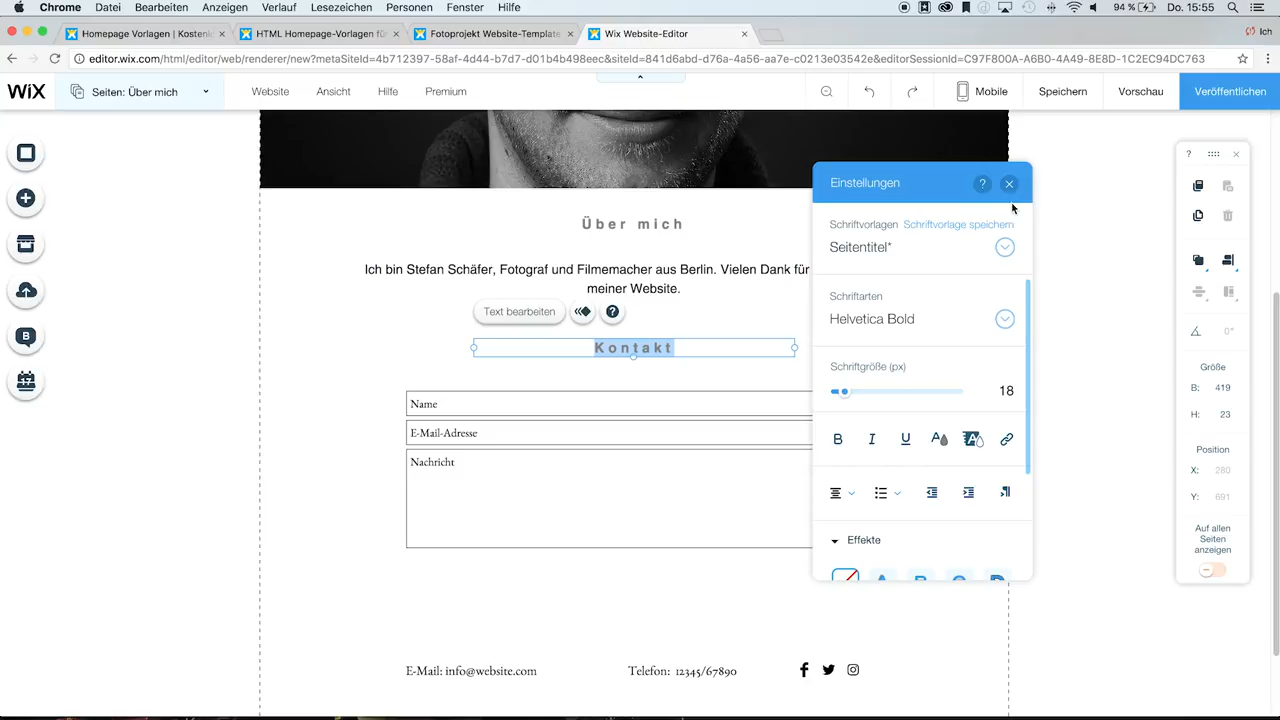 Chrome Datei Bearbeiten Anzeigen Verlauf Lesezeichen Personen Fenster Hilfe 94 % Do. 15:55
Homepage Vorlagen | Kostenlo HTML Homepage-Vorlagen für Fotoprojekt Website-Template Wix Website-Editor Ich
editor.wix.com/html/editor/web/renderer/new?metaSiteId=4b712397-58af-4d44-b7d7-d01b4b498eec&siteId=841d6abd-d76a-4a56-aa7e-c0213e03542e&editorSessionId=C97F800A-A6B0-4A49-8E8D-1C2EC94DC763
WiX Seiten: Über mich Website Ansicht Hilfe Premium Mobile Speichern Vorschau Veröffentlichen
Über mich
Ich bin Stefan Schäfer, Fotograf und Filmemacher aus Berlin. Vielen Dank für
meiner Website.
Text bearbeiten
Kontakt
Name
E-Mail-Adresse
Nachricht
E-Mail: info@website.com Telefon: 12345/67890
Einstellungen ?
Schriftvorlagen Schriftvorlage speichern
Seitentitel*
Schriftarten
Helvetica Bold
Schriftgröße (px)
18
B I U A A
Effekte
?
0°
Größe
B: 419
H: 23
Position
X: 280
Y: 691
Auf allen
Seiten
anzeigen